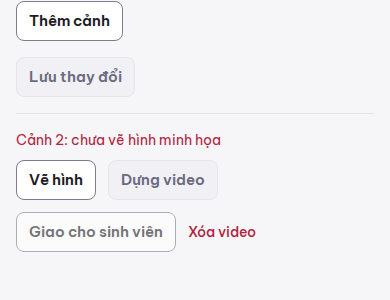 Thêm cảnh
Lưu thay đổi
Cảnh 2: chưa vẽ hình minh họa
Vẽ hình Dựng video
Giao cho sinh viên Xóa video